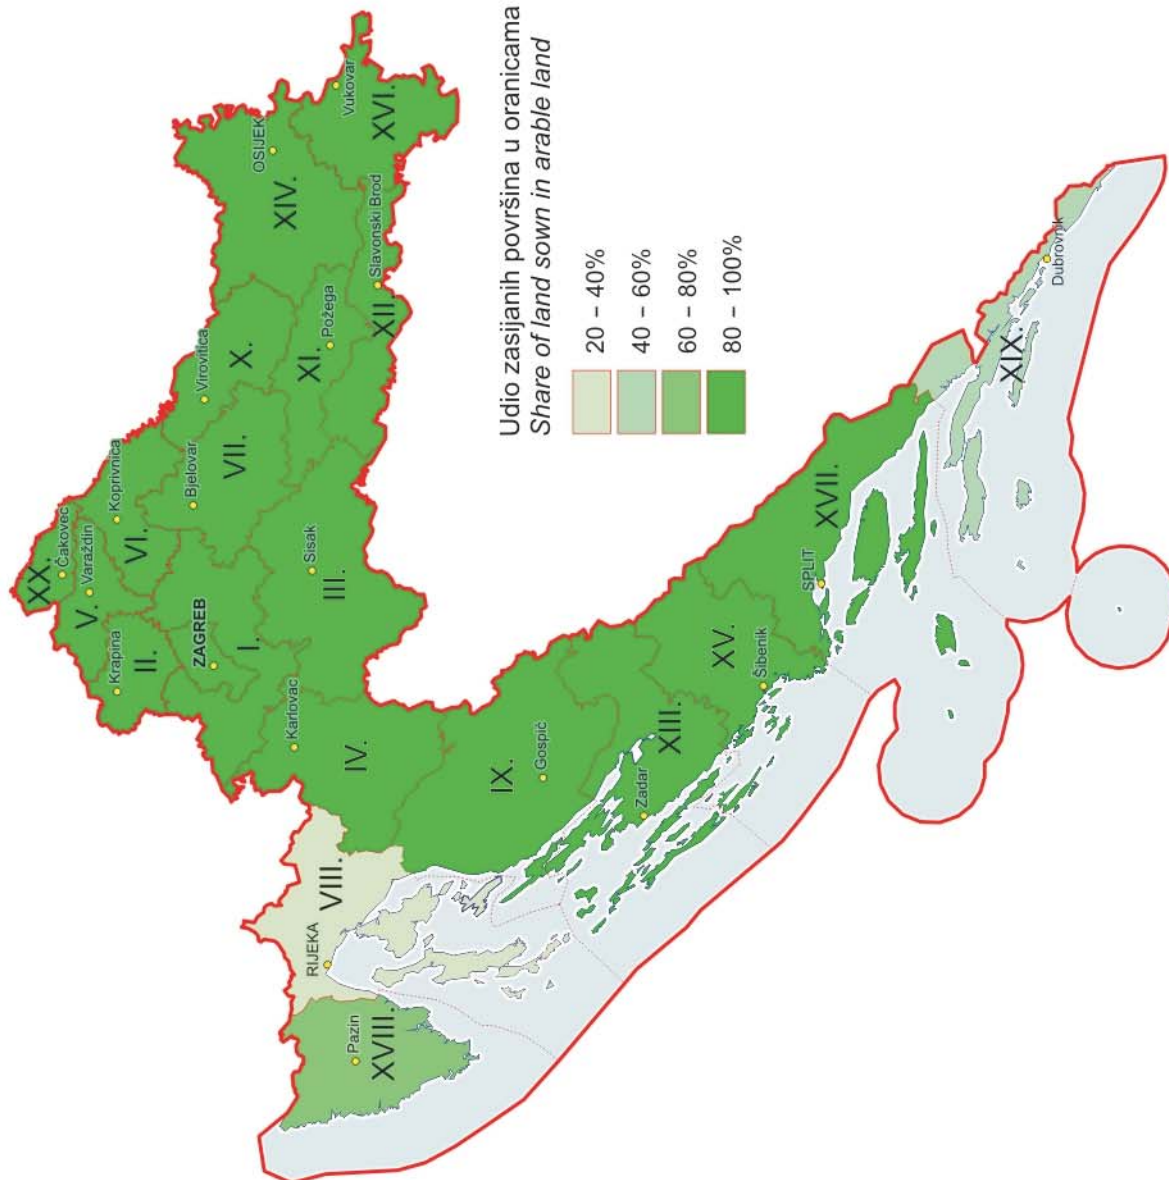 Udio zasijanih površina u oranicama
Share of land sown in arable land
20 – 40%
40 – 60%
60 – 80%
80 – 100%
XX.
Čakovec
Varaždin
V.
Krapina
II.
Koprivnica
VI.
ZAGREB
I.
Bjelovar
VII.
Virovitica
X.
OSIJEK
XIV.
Vukovar
XVI.
Požega
XI.
Slavonski Brod
XII.
Sisak
III.
Karlovac
IV.
RIJEKA
VIII.
Pazin
XVIII.
Gospić
IX.
Zadar
XIII.
Šibenik
XV.
SPLIT
XVII.
Dubrovnik
XIX.